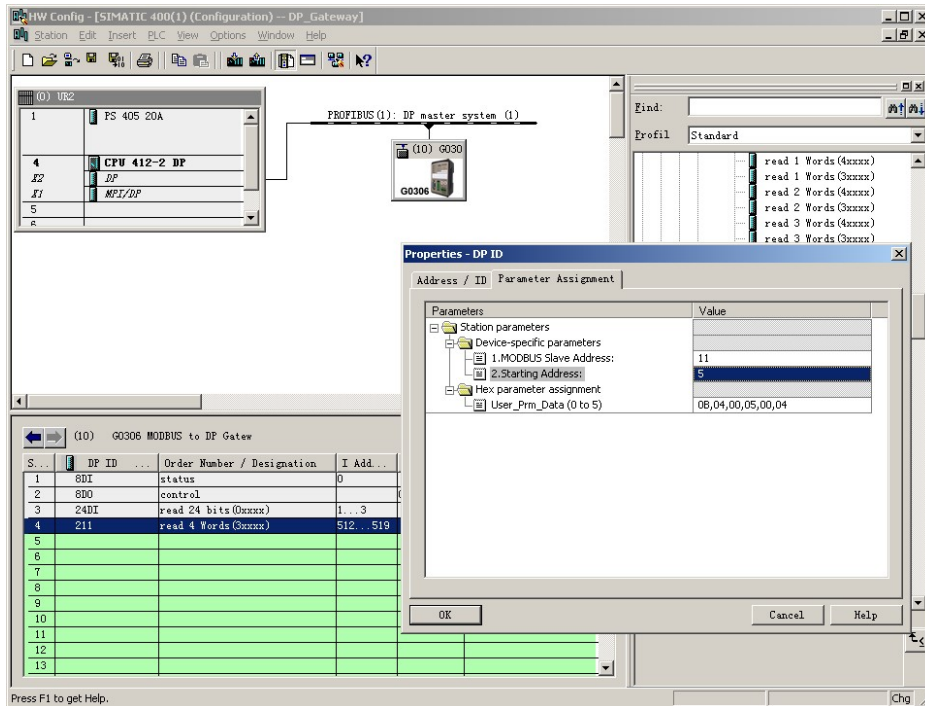 HW Config - [SIMATIC 400(1) (Configuration) -- DP_Gateway]
Station Edit Insert PLC View Options Window Help
(0) UR2
1 PS 405 20A
4 CPU 412-2 DP
X2 DP
X1 MPI/DP
5
6
PROFIBUS(1): DP master system (1)
(10) G030
G0306
Find:
Profil Standard
read 1 Words(4xxxx)
read 1 Words(3xxxx)
read 2 Words(4xxxx)
read 2 Words(3xxxx)
read 3 Words(4xxxx)
read 3 Words(3xxxx)
Properties - DP ID
Address / ID Parameter Assignment
Parameters Value
Station parameters
Device-specific parameters
1.MODBUS Slave Address: 11
2.Starting Address: 5
Hex parameter assignment
User_Prm_Data (0 to 5) 0B,04,00,05,00,04
OK Cancel Help
(10) G0306 MODBUS to DP Gatew
S... DP ID ... Order Number / Designation I Add...
1 8DI status 0
2 8DO control
3 24DI read 24 bits(0xxxx) 1...3
4 211 read 4 Words(3xxxx) 512...519
5
6
7
8
9
10
11
12
13
Press F1 to get Help.
Chg